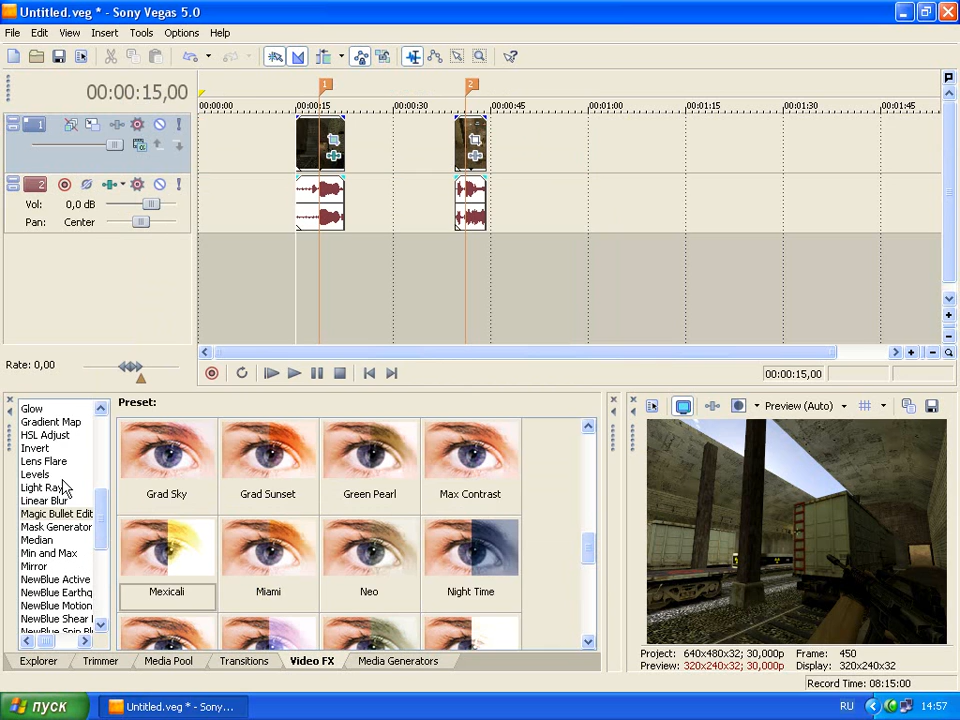 Untitled.veg * - Sony Vegas 5.0
File Edit View Insert Tools Options Help
00:00:15,00
1 2
00:00:00 00:00:15 00:00:30 00:00:45 00:01:00 00:01:15 00:01:30 00:01:45
1
2
Vol: 0,0 dB
Pan: Center
Rate: 0,00
00:00:15,00
Preset:
Glow
Gradient Map
HSL Adjust
Invert
Lens Flare
Levels
Light Ray
Linear Blur
Magic Bullet Edit
Mask Generator
Median
Min and Max
Mirror
NewBlue Active
NewBlue Earthq
NewBlue Motion
NewBlue Shear
NewBlue Spin Bl
Grad Sky Grad Sunset Green Pearl Max Contrast
Mexicali Miami Neo Night Time
Preview (Auto)
Project: 640x480x32; 30,000p Frame: 450
Preview: 320x240x32; 30,000p Display: 320x240x32
Explorer Trimmer Media Pool Transitions Video FX Media Generators
Record Time: 08:15:00
пуск Untitled.veg * - Sony... RU 14:57